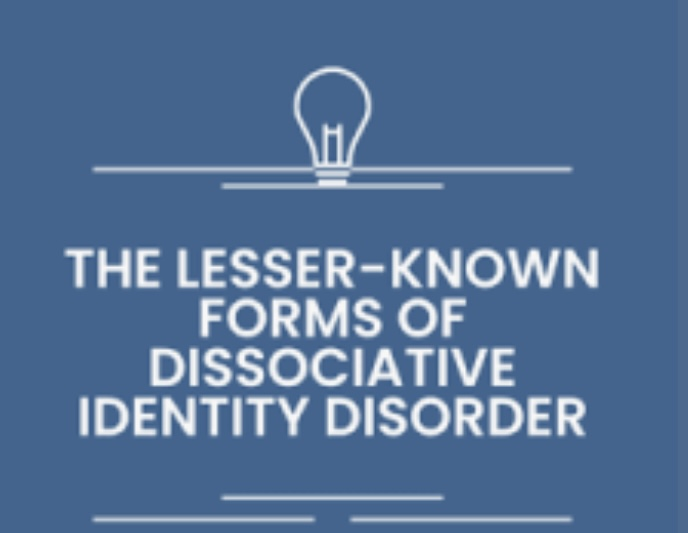 THE LESSER-KNOWN
FORMS OF
DISSOCIATIVE
IDENTITY DISORDER